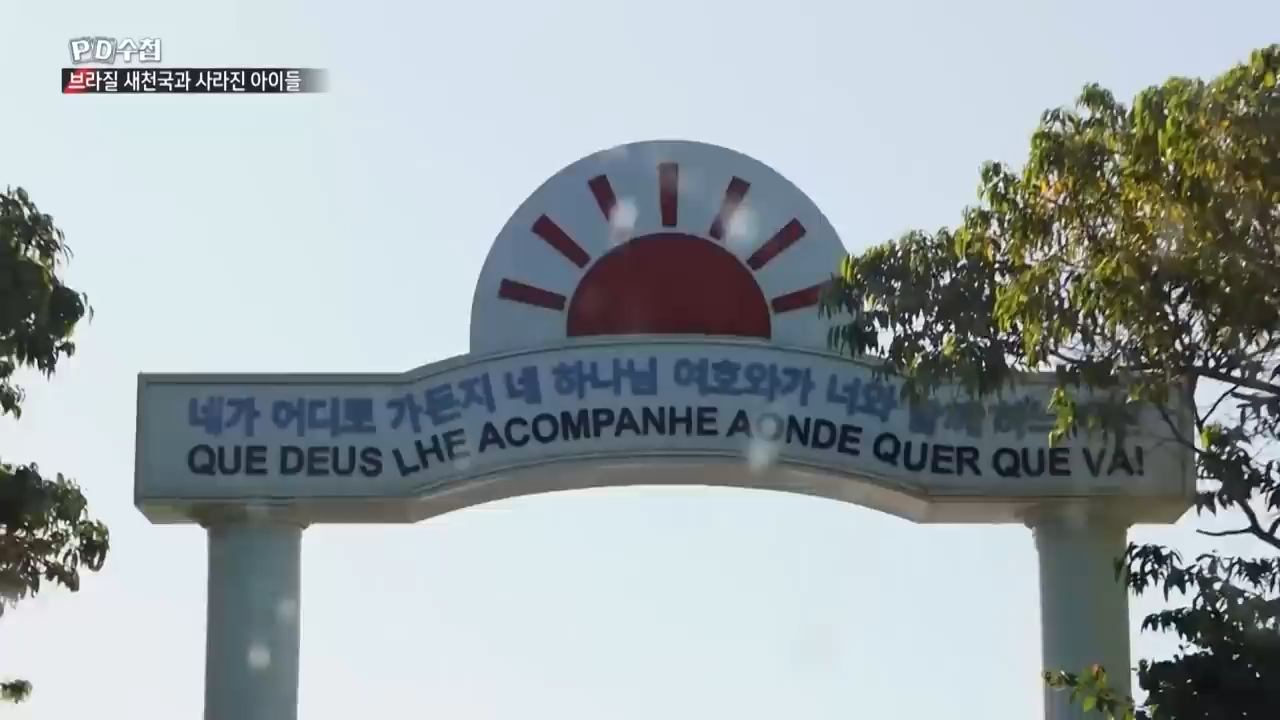 PD수첩
브라질 새천국과 사라진 아이들
네가 어디로 가든지 네 하나님 여호와가 너와 함께
QUE DEUS LHE ACOMPANHE AONDE QUER QUE VA!